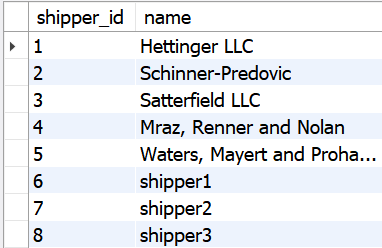 shipper_id name
1 Hettinger LLC
2 Schinner-Predovic
3 Satterfield LLC
4 Mraz, Renner and Nolan
5 Waters, Mayert and Proha...
6 shipper1
7 shipper2
8 shipper3